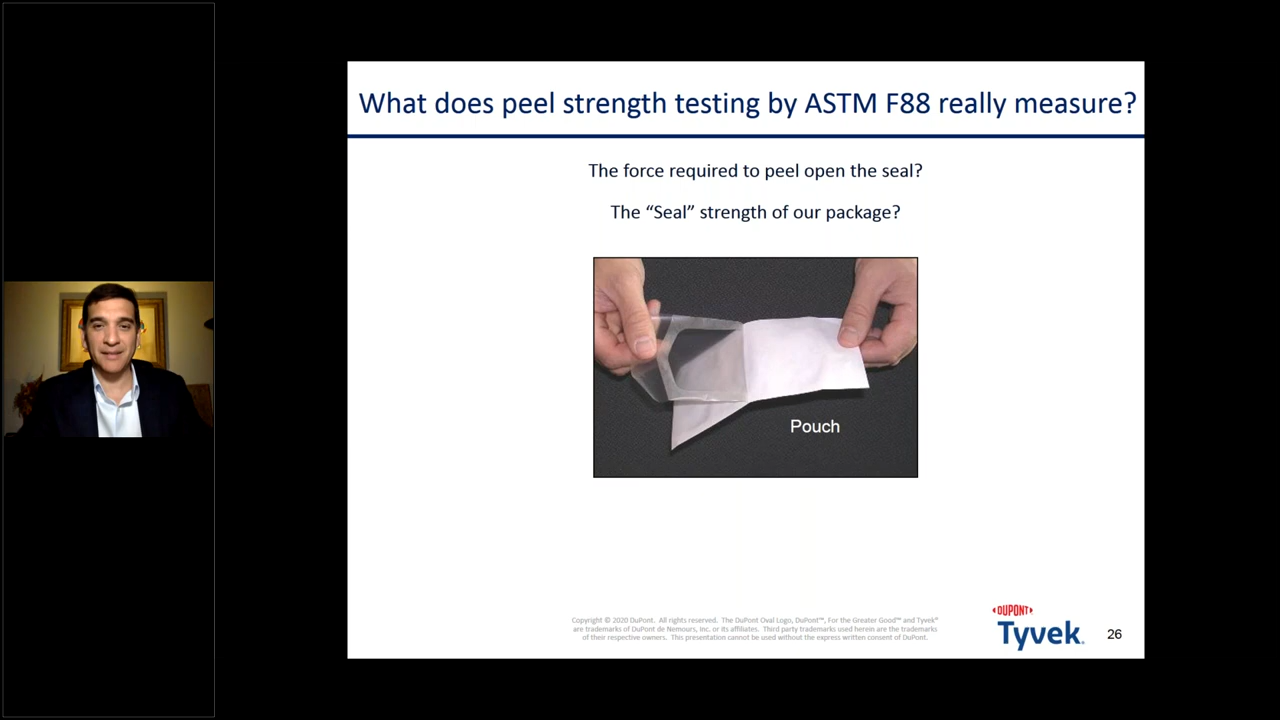 What does peel strength testing by ASTM F88 really measure?
The force required to peel open the seal?
The “Seal” strength of our package?
Pouch
Copyright © 2020 DuPont. All rights reserved. The DuPont Oval Logo, DuPont™, For the Greater Good™ and Tyvek®
are trademarks of DuPont de Nemours, Inc. or its affiliates. Third party trademarks used herein are the trademarks
of their respective owners. This presentation cannot be used without the express written consent of DuPont.
DUPONT
Tyvek®
26